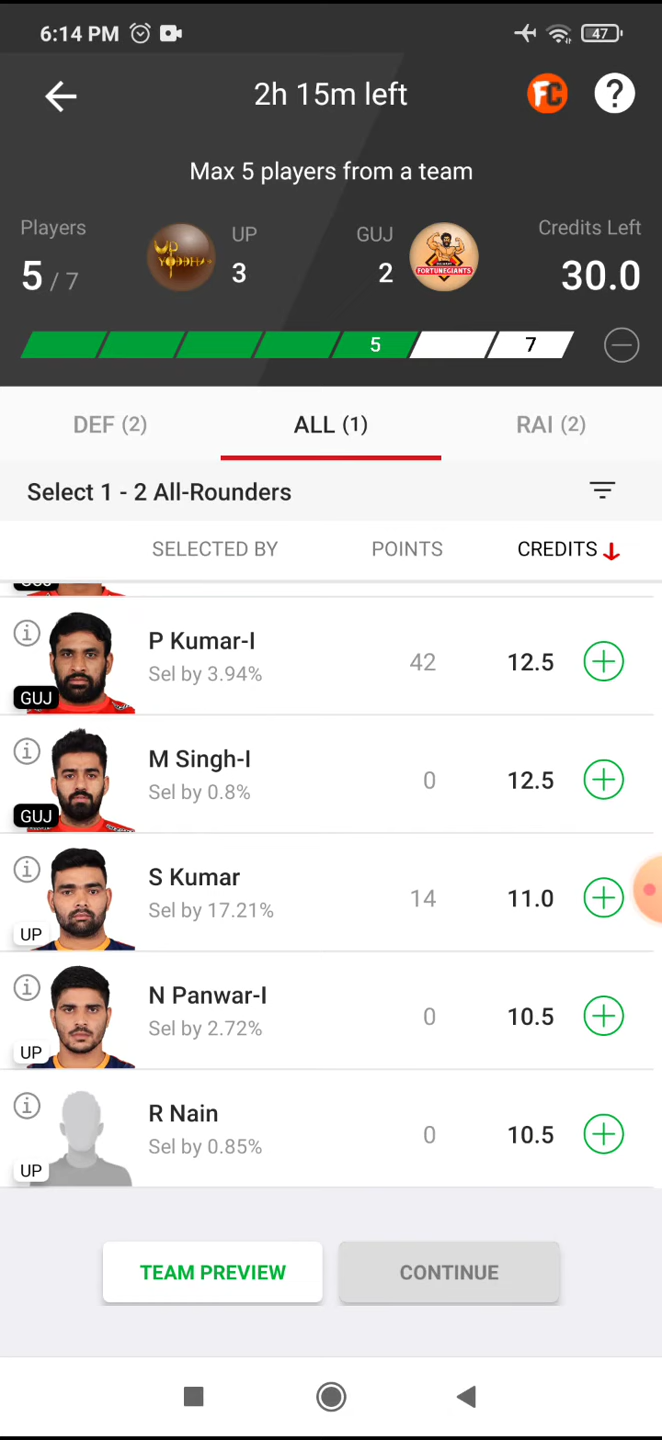 6:14 PM
47
2h 15m left
FC
?
Max 5 players from a team
Players
5 / 7
UP YODDHA
UP
3
GUJ
2
FORTUNEGIANTS
Credits Left
30.0
5
7
DEF (2)
ALL (1)
RAI (2)
Select 1 - 2 All-Rounders
SELECTED BY
POINTS
CREDITS
i
P Kumar-I
Sel by 3.94%
GUJ
42
12.5
i
M Singh-I
Sel by 0.8%
GUJ
0
12.5
i
S Kumar
Sel by 17.21%
UP
14
11.0
i
N Panwar-I
Sel by 2.72%
UP
0
10.5
i
R Nain
Sel by 0.85%
UP
0
10.5
TEAM PREVIEW
CONTINUE